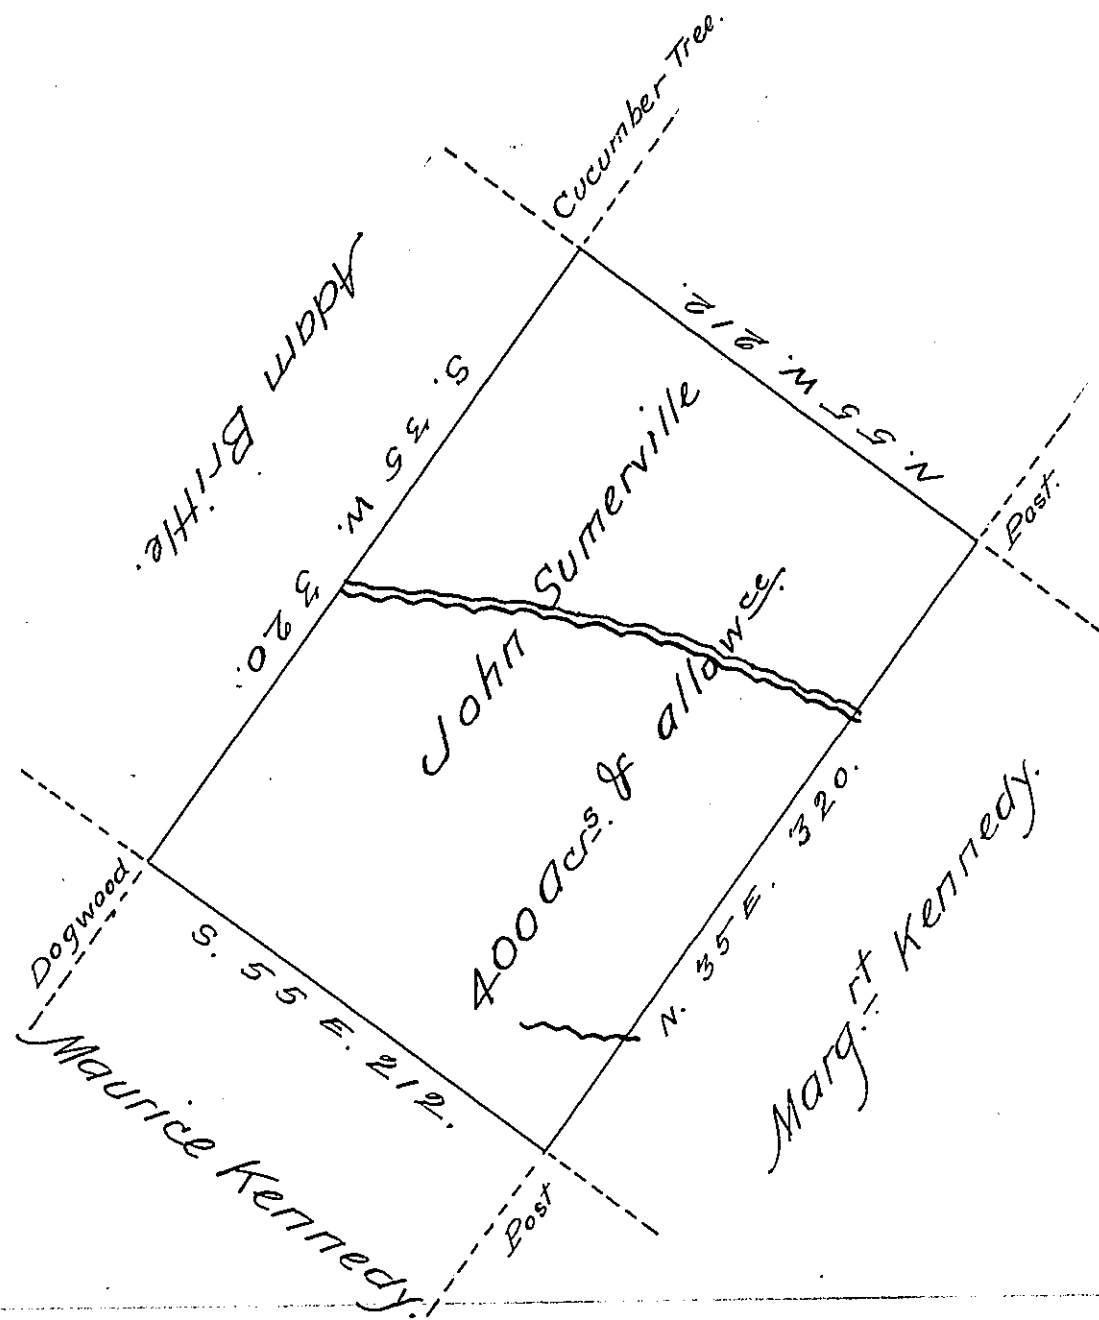 Cucumber Tree.
Adam Brittle.
N. 55 W. 212.
S. 35 W. 320.
John Sumerville
Post.
400 Acrs. & allowce.
Dogwood
S. 55 E. 212.
N. 35 E. 320.
Margrt. Kennedy.
Maurice Kennedy.
Post